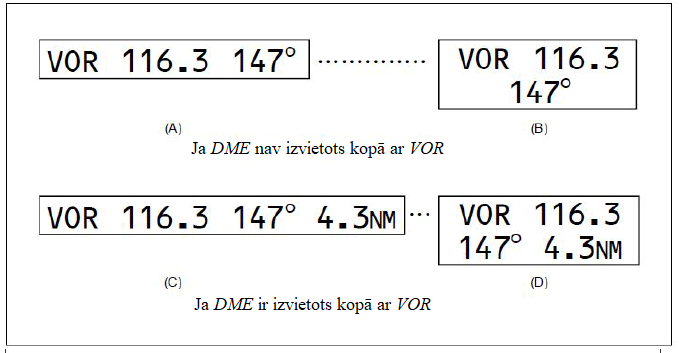 VOR 116.3 147° .............. VOR 116.3
147°
(A) (B)
Ja DME nav izvietots kopā ar VOR
VOR 116.3 147° 4.3NM ... VOR 116.3
147° 4.3NM
(C) (D)
Ja DME ir izvietots kopā ar VOR